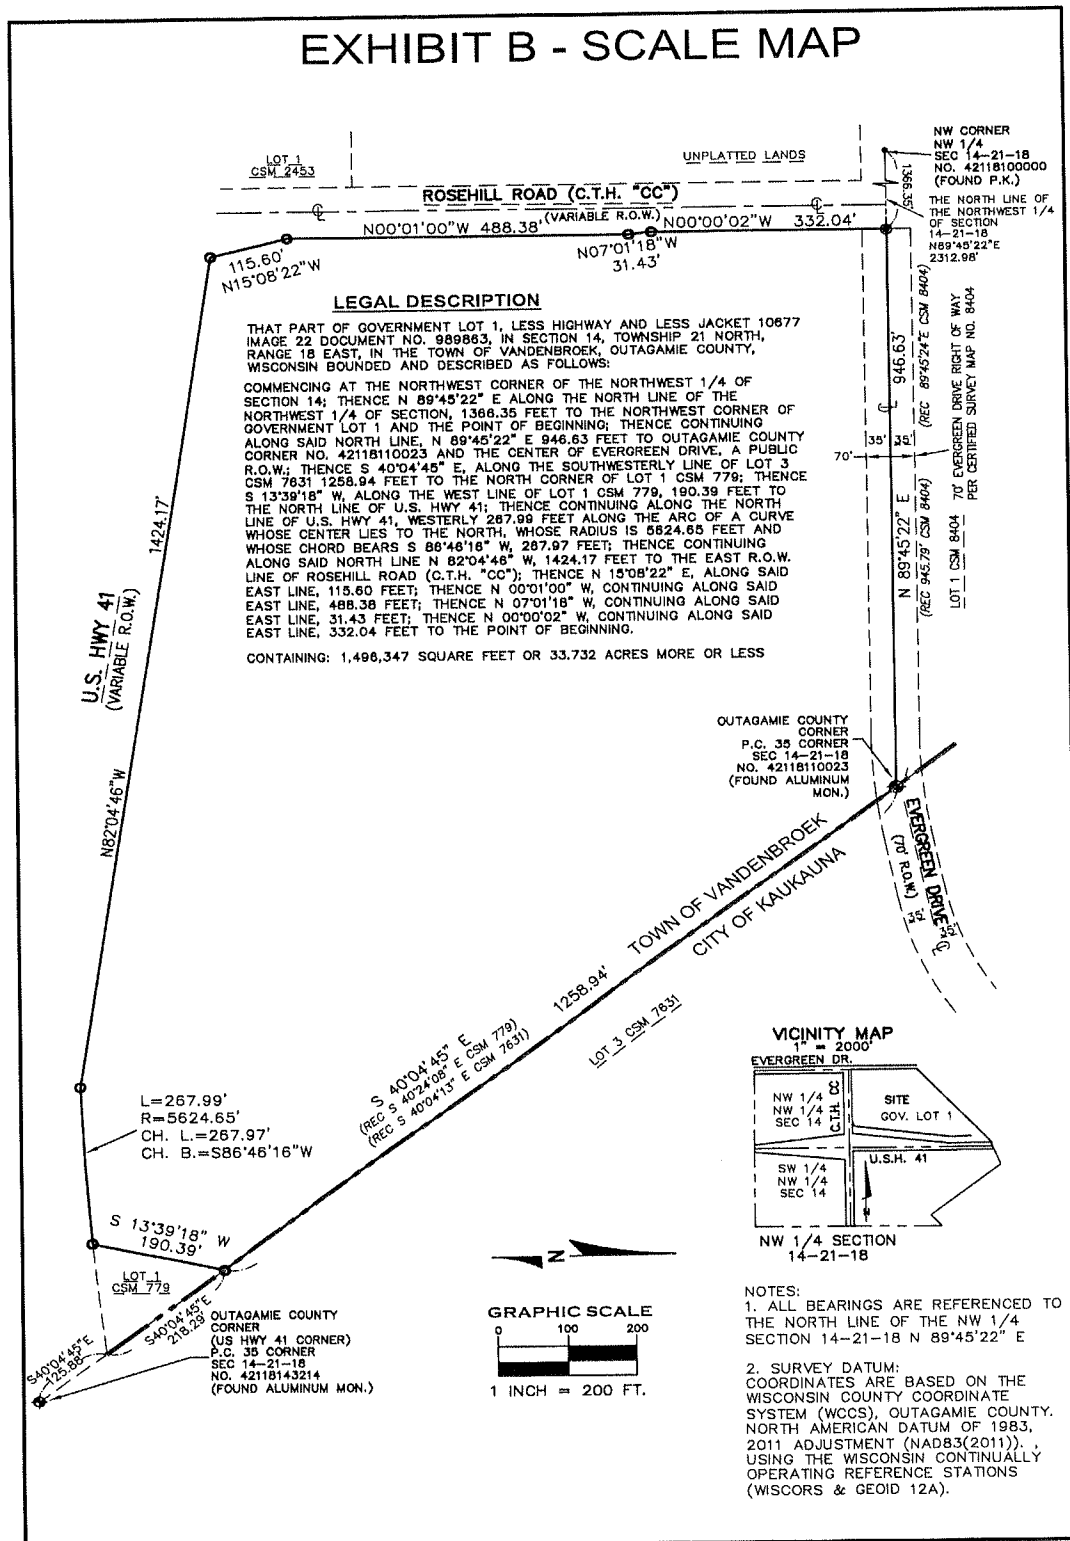 EXHIBIT B - SCALE MAP
LOT 1
CSM 2453
UNPLATTED LANDS
NW CORNER
NW 1/4
SEC 14-21-18
NO. 42118100000
(FOUND P.K.)
1366.35'
THE NORTH LINE OF
THE NORTHWEST 1/4
OF SECTION
14-21-18
N89°45'22"E
2312.98'
ROSEHILL ROAD (C.T.H. "CC")
(VARIABLE R.O.W.)
N00°01'00"W 488.38'
N00°00'02"W 332.04'
N07°01'18"W
31.43'
115.60'
N15°08'22"W
LEGAL DESCRIPTION
THAT PART OF GOVERNMENT LOT 1, LESS HIGHWAY AND LESS JACKET 10677
IMAGE 22 DOCUMENT NO. 989863, IN SECTION 14, TOWNSHIP 21 NORTH,
RANGE 18 EAST, IN THE TOWN OF VANDENBROEK, OUTAGAMIE COUNTY,
WISCONSIN BOUNDED AND DESCRIBED AS FOLLOWS:
COMMENCING AT THE NORTHWEST CORNER OF THE NORTHWEST 1/4 OF
SECTION 14; THENCE N 89°45'22" E ALONG THE NORTH LINE OF THE
NORTHWEST 1/4 OF SECTION, 1366.35 FEET TO THE NORTHWEST CORNER OF
GOVERNMENT LOT 1 AND THE POINT OF BEGINNING; THENCE CONTINUING
ALONG SAID NORTH LINE, N 89°45'22" E 946.63 FEET TO OUTAGAMIE COUNTY
CORNER NO. 42118110023 AND THE CENTER OF EVERGREEN DRIVE, A PUBLIC
R.O.W.; THENCE S 40°04'45" E, ALONG THE SOUTHWESTERLY LINE OF LOT 3
CSM 7631 1258.94 FEET TO THE NORTH CORNER OF LOT 1 CSM 779; THENCE
S 13°39'18" W, ALONG THE WEST LINE OF LOT 1 CSM 779, 190.39 FEET TO
THE NORTH LINE OF U.S. HWY 41; THENCE CONTINUING ALONG THE NORTH
LINE OF U.S. HWY 41, WESTERLY 267.99 FEET ALONG THE ARC OF A CURVE
WHOSE CENTER LIES TO THE NORTH, WHOSE RADIUS IS 5624.65 FEET AND
WHOSE CHORD BEARS S 86°46'16" W, 267.97 FEET; THENCE CONTINUING
ALONG SAID NORTH LINE N 82°04'46" W, 1424.17 FEET TO THE EAST R.O.W.
LINE OF ROSEHILL ROAD (C.T.H. "CC"); THENCE N 15°08'22" E, ALONG SAID
EAST LINE, 115.60 FEET; THENCE N 00°01'00" W, CONTINUING ALONG SAID
EAST LINE, 488.38 FEET; THENCE N 07°01'18" W, CONTINUING ALONG SAID
EAST LINE, 31.43 FEET; THENCE N 00°00'02" W, CONTINUING ALONG SAID
EAST LINE, 332.04 FEET TO THE POINT OF BEGINNING.
CONTAINING: 1,496,347 SQUARE FEET OR 33.732 ACRES MORE OR LESS
946.63'
N 89°45'22" E
(REC 89°45'24"E CSM 8404)
(REC 945.79' CSM 8404)
35' 35'
70'
70' EVERGREEN DRIVE RIGHT OF WAY
PER CERTIFIED SURVEY MAP NO. 8404
LOT 1 CSM 8404
1424.17'
U.S. HWY 41
(VARIABLE R.O.W.)
N82°04'46"W
OUTAGAMIE COUNTY
CORNER
P.C. 35 CORNER
SEC 14-21-18
NO. 42118110023
(FOUND ALUMINUM
MON.)
EVERGREEN DRIVE
(70' R.O.W.)
35'
35'
TOWN OF VANDENBROEK
CITY OF KAUKAUNA
1258.94'
S 40°04'45" E
(REC S 40°24'08" E CSM 779)
(REC S 40°04'13" E CSM 7631)
LOT 3 CSM 7631
L=267.99'
R=5624.65'
CH. L.=267.97'
CH. B.=S86°46'16"W
S 13°39'18" W
190.39'
LOT 1
CSM 779
S40°04'45"E
218.29'
S40°04'45"E
125.88'
OUTAGAMIE COUNTY
CORNER
(US HWY 41 CORNER)
P.C. 35 CORNER
SEC 14-21-18
NO. 42118143214
(FOUND ALUMINUM MON.)
N
GRAPHIC SCALE
0 100 200
1 INCH = 200 FT.
VICINITY MAP
1" = 2000'
EVERGREEN DR.
NW 1/4
NW 1/4
SEC 14
C.T.H. CC
SITE
GOV. LOT 1
U.S.H. 41
SW 1/4
NW 1/4
SEC 14
N
NW 1/4 SECTION
14-21-18
NOTES:
1. ALL BEARINGS ARE REFERENCED TO
THE NORTH LINE OF THE NW 1/4
SECTION 14-21-18 N 89°45'22" E
2. SURVEY DATUM:
COORDINATES ARE BASED ON THE
WISCONSIN COUNTY COORDINATE
SYSTEM (WCCS), OUTAGAMIE COUNTY.
NORTH AMERICAN DATUM OF 1983,
2011 ADJUSTMENT (NAD83(2011)). ,
USING THE WISCONSIN CONTINUALLY
OPERATING REFERENCE STATIONS
(WISCORS & GEOID 12A).